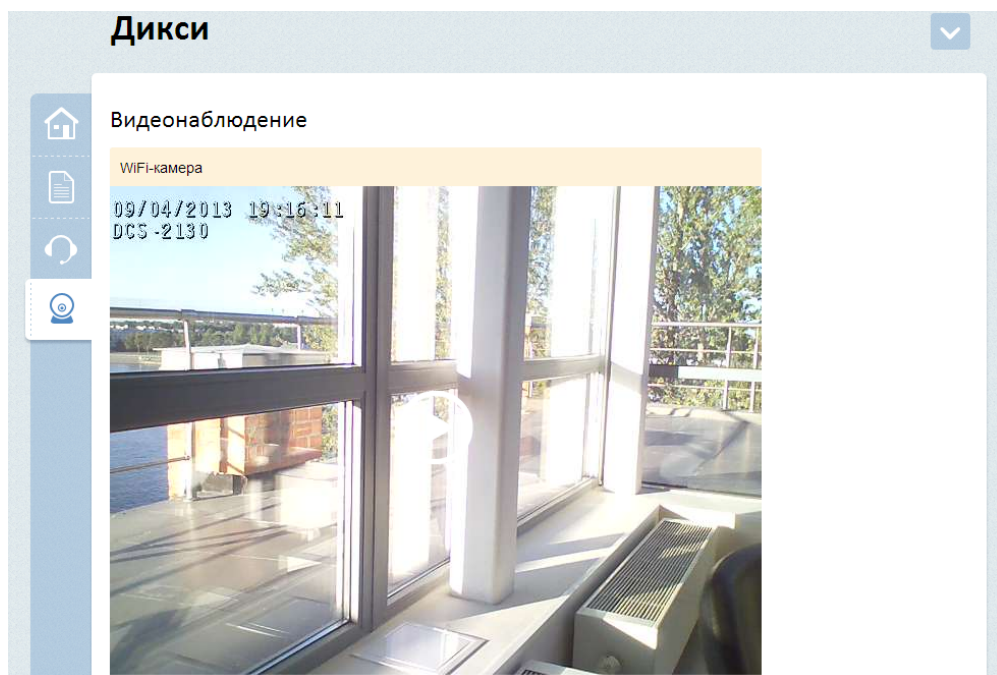 Дикси
Видеонаблюдение
WiFi-камера
09/04/2013 19:16:11
DCS-2130